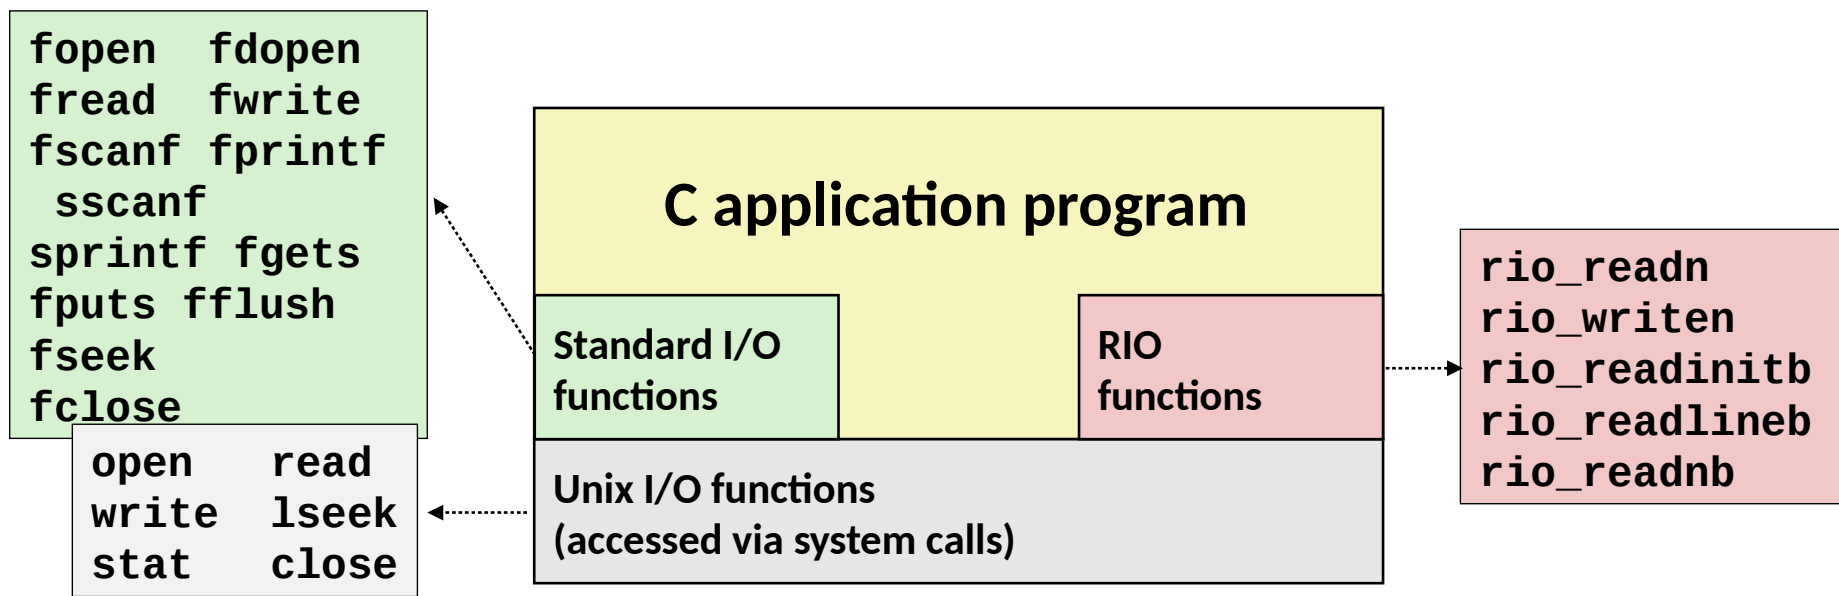 fopen fdopen
fread fwrite
fscanf fprintf
sscanf
sprintf fgets
fputs fflush
fseek
fclose
open read
write lseek
stat close
C application program
Standard I/O
functions
RIO
functions
Unix I/O functions
(accessed via system calls)
rio_readn
rio_writen
rio_readinitb
rio_readlineb
rio_readnb